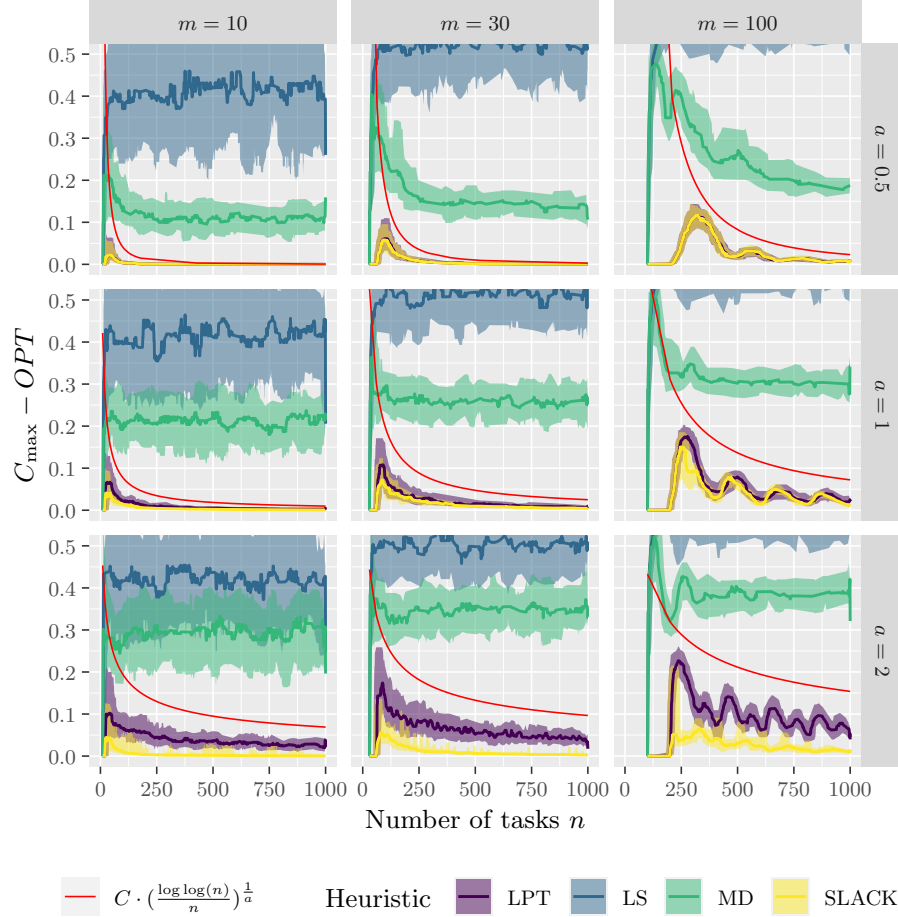 m = 10 m = 30 m = 100
0.5
0.4
0.3
0.2
0.1
0.0
a = 0.5
0.5
0.4
0.3
0.2
0.1
0.0
a = 1
0.5
0.4
0.3
0.2
0.1
0.0
a = 2
C_max − OPT
0 250 500 750 1000 0 250 500 750 1000 0 250 500 750 1000
Number of tasks n
C · (log log(n)/n)^(1/a) Heuristic LPT LS MD SLACK